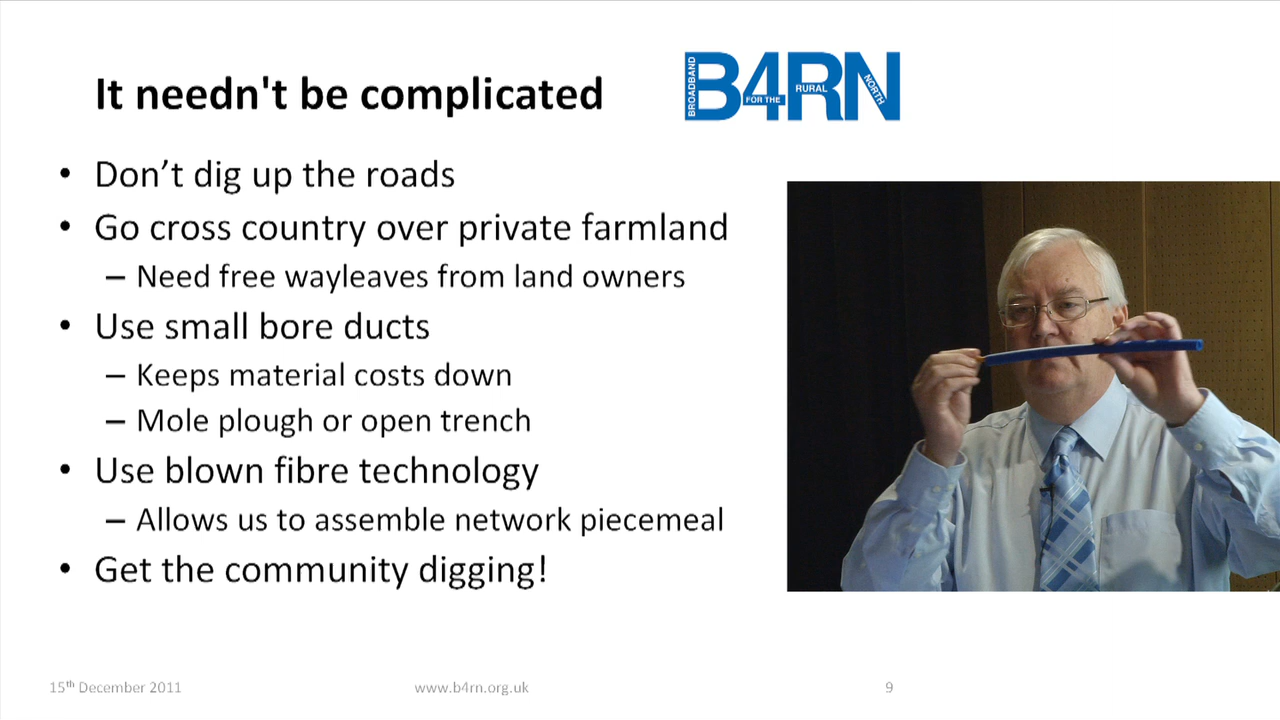 It needn't be complicated
BROADBAND
B4RN
FOR THE
RURAL
NORTH
• Don’t dig up the roads
• Go cross country over private farmland
– Need free wayleaves from land owners
• Use small bore ducts
– Keeps material costs down
– Mole plough or open trench
• Use blown fibre technology
– Allows us to assemble network piecemeal
• Get the community digging!
15th December 2011
www.b4rn.org.uk
9